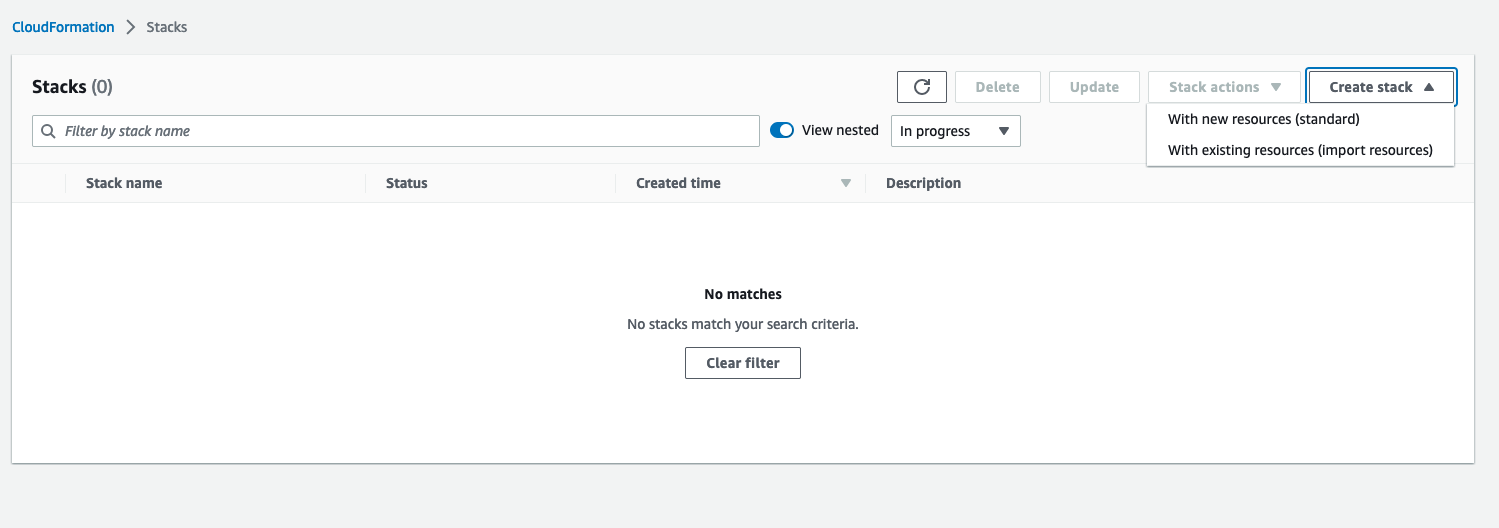 CloudFormation > Stacks
Stacks (0)
Delete
Update
Stack actions
Create stack
With new resources (standard)
With existing resources (import resources)
Filter by stack name
View nested
In progress
Stack name
Status
Created time
Description
No matches
No stacks match your search criteria.
Clear filter